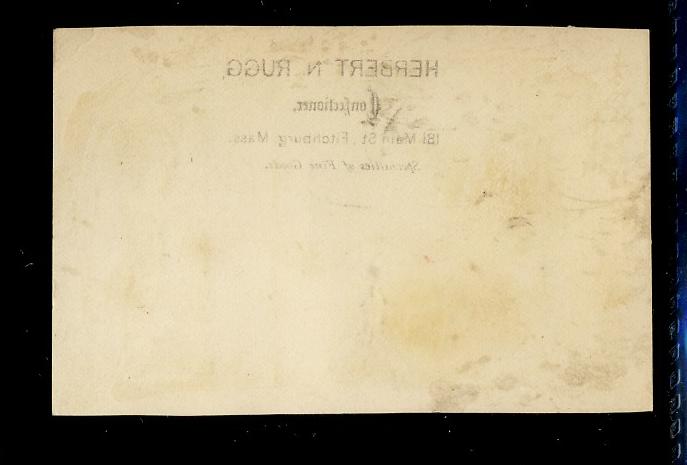 HERBERT N RUGG,
Confectioner,
181 Main St., Fitchburg, Mass.
Specialties of Fine Goods.